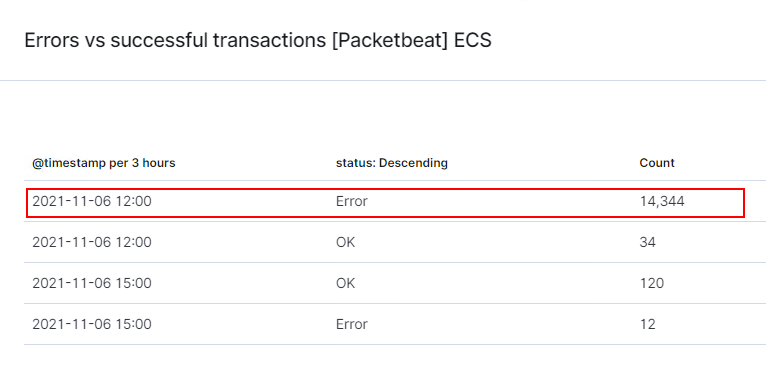 Errors vs successful transactions [Packetbeat] ECS
@timestamp per 3 hours status: Descending Count
2021-11-06 12:00 Error 14,344
2021-11-06 12:00 OK 34
2021-11-06 15:00 OK 120
2021-11-06 15:00 Error 12